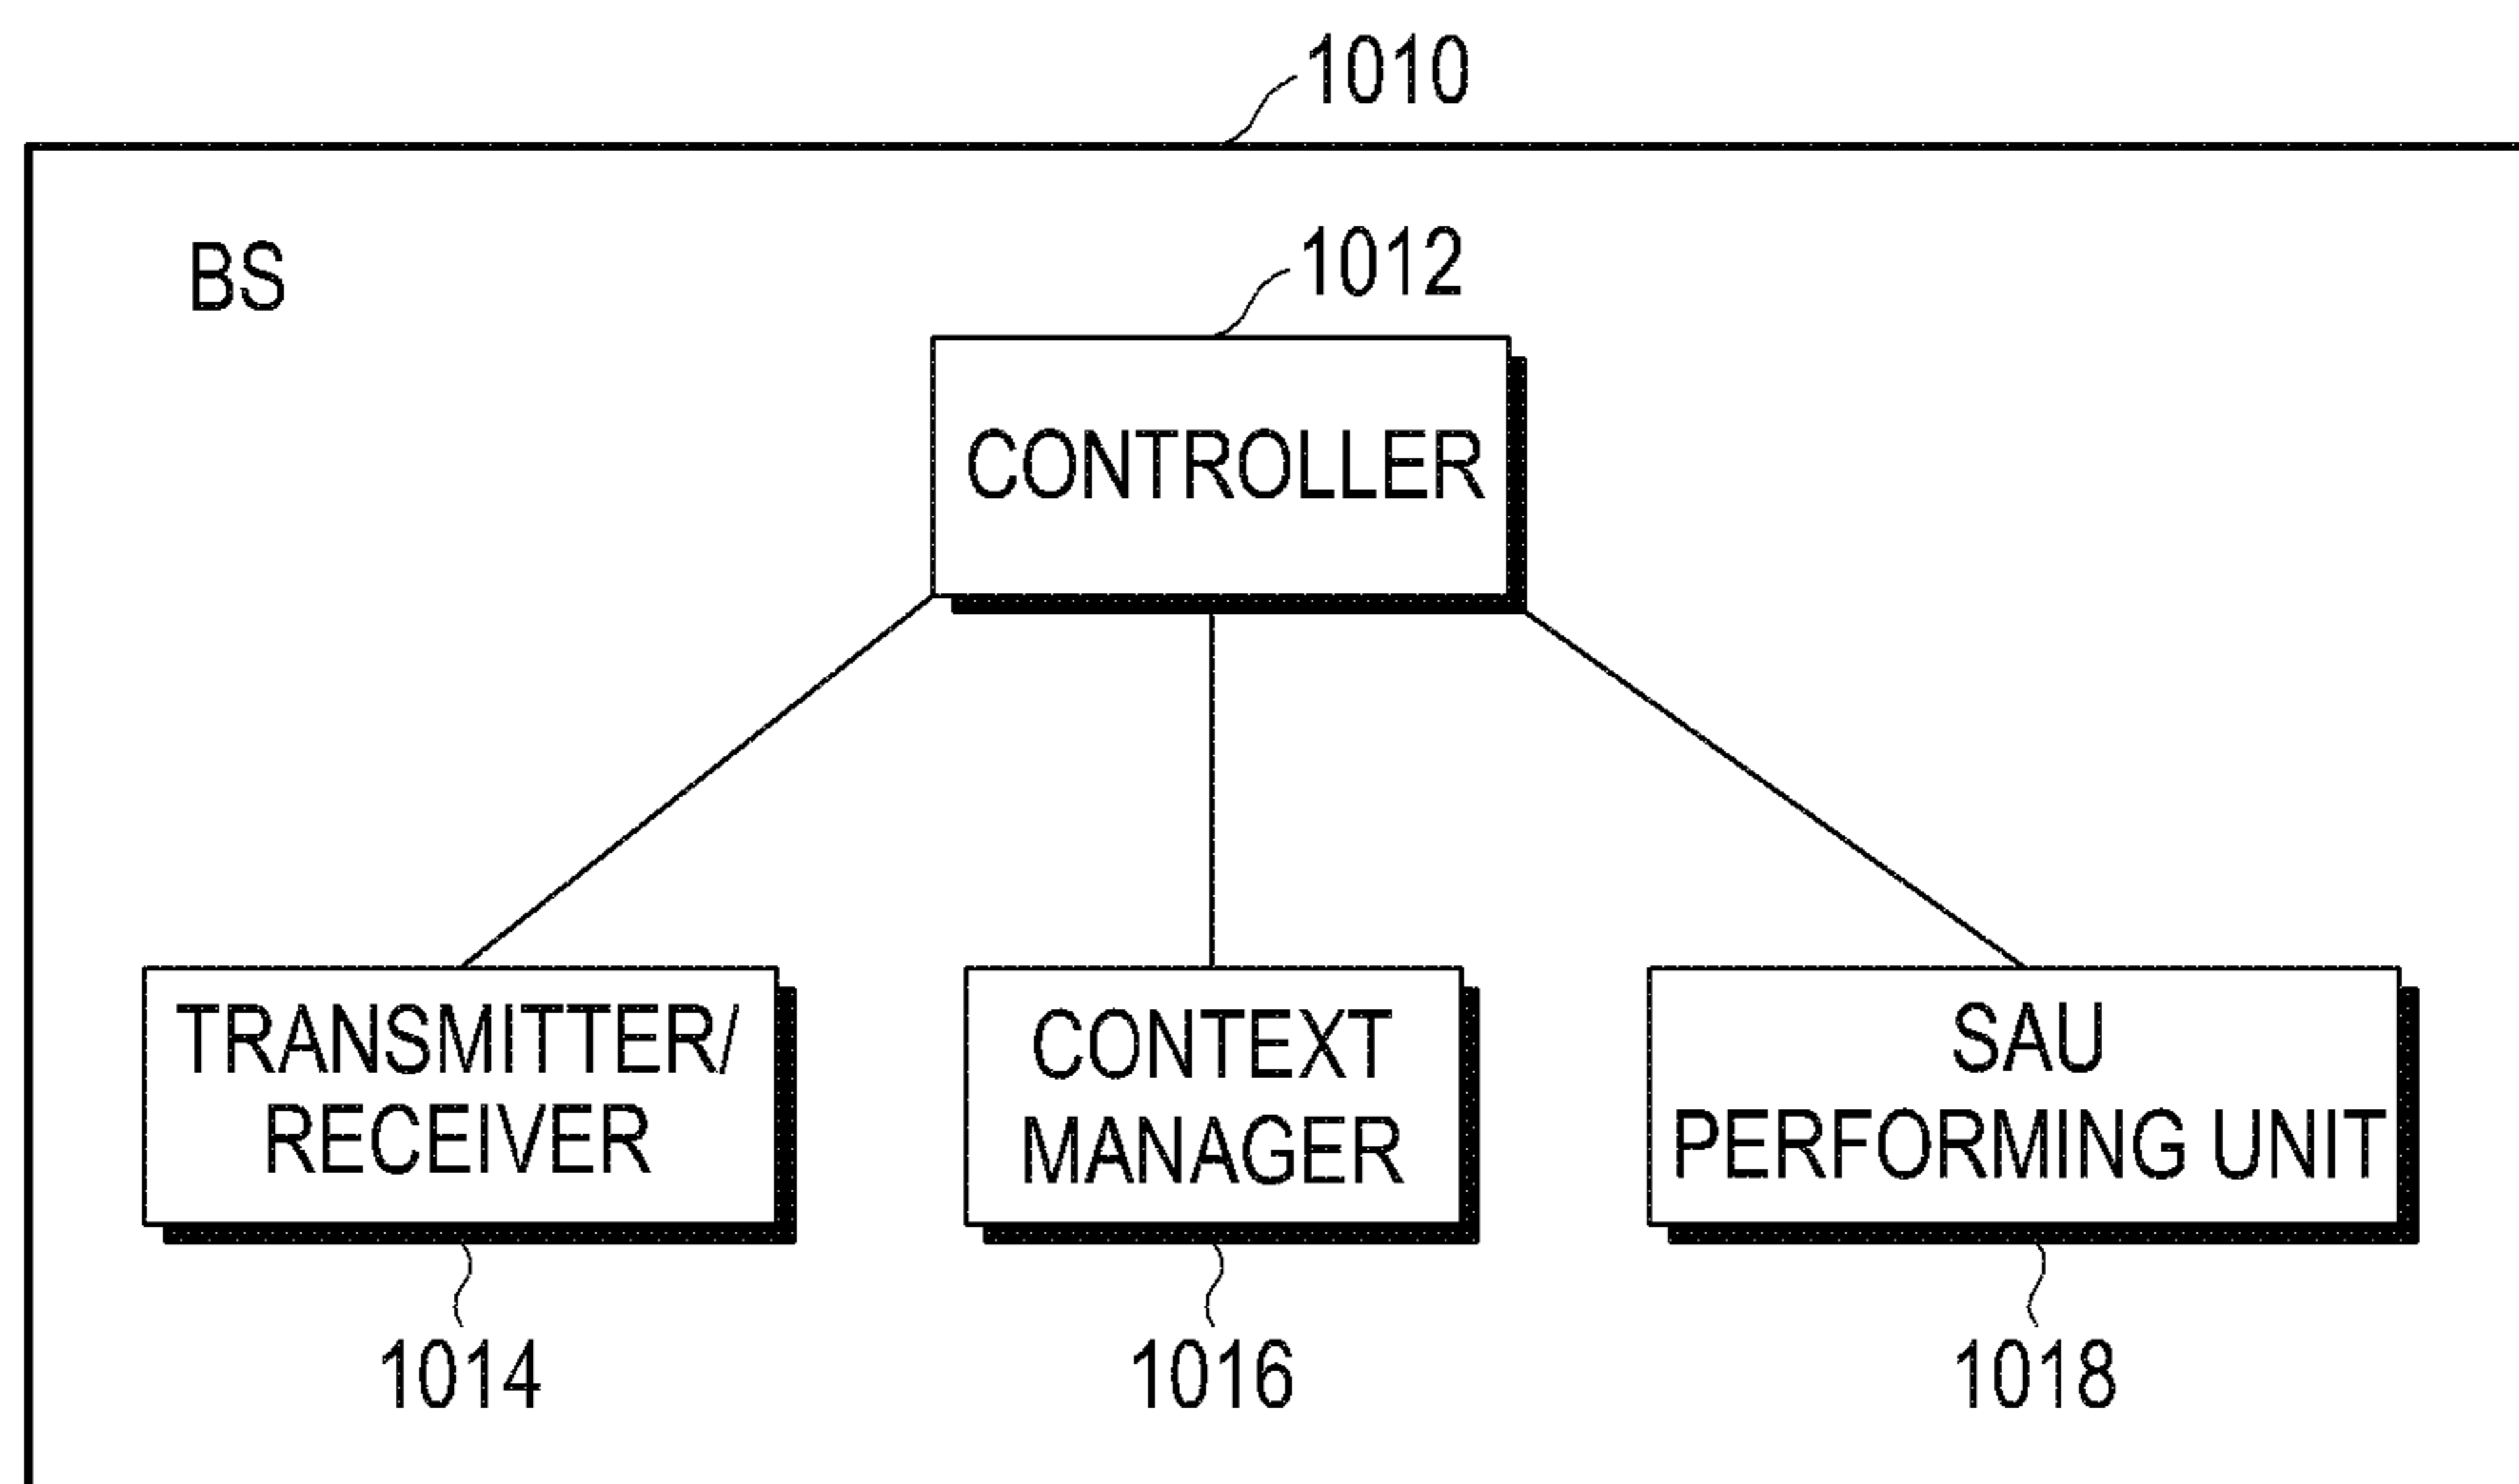 1010
BS
1012
CONTROLLER
TRANSMITTER/
RECEIVER
CONTEXT
MANAGER
SAU
PERFORMING UNIT
1014
1016
1018